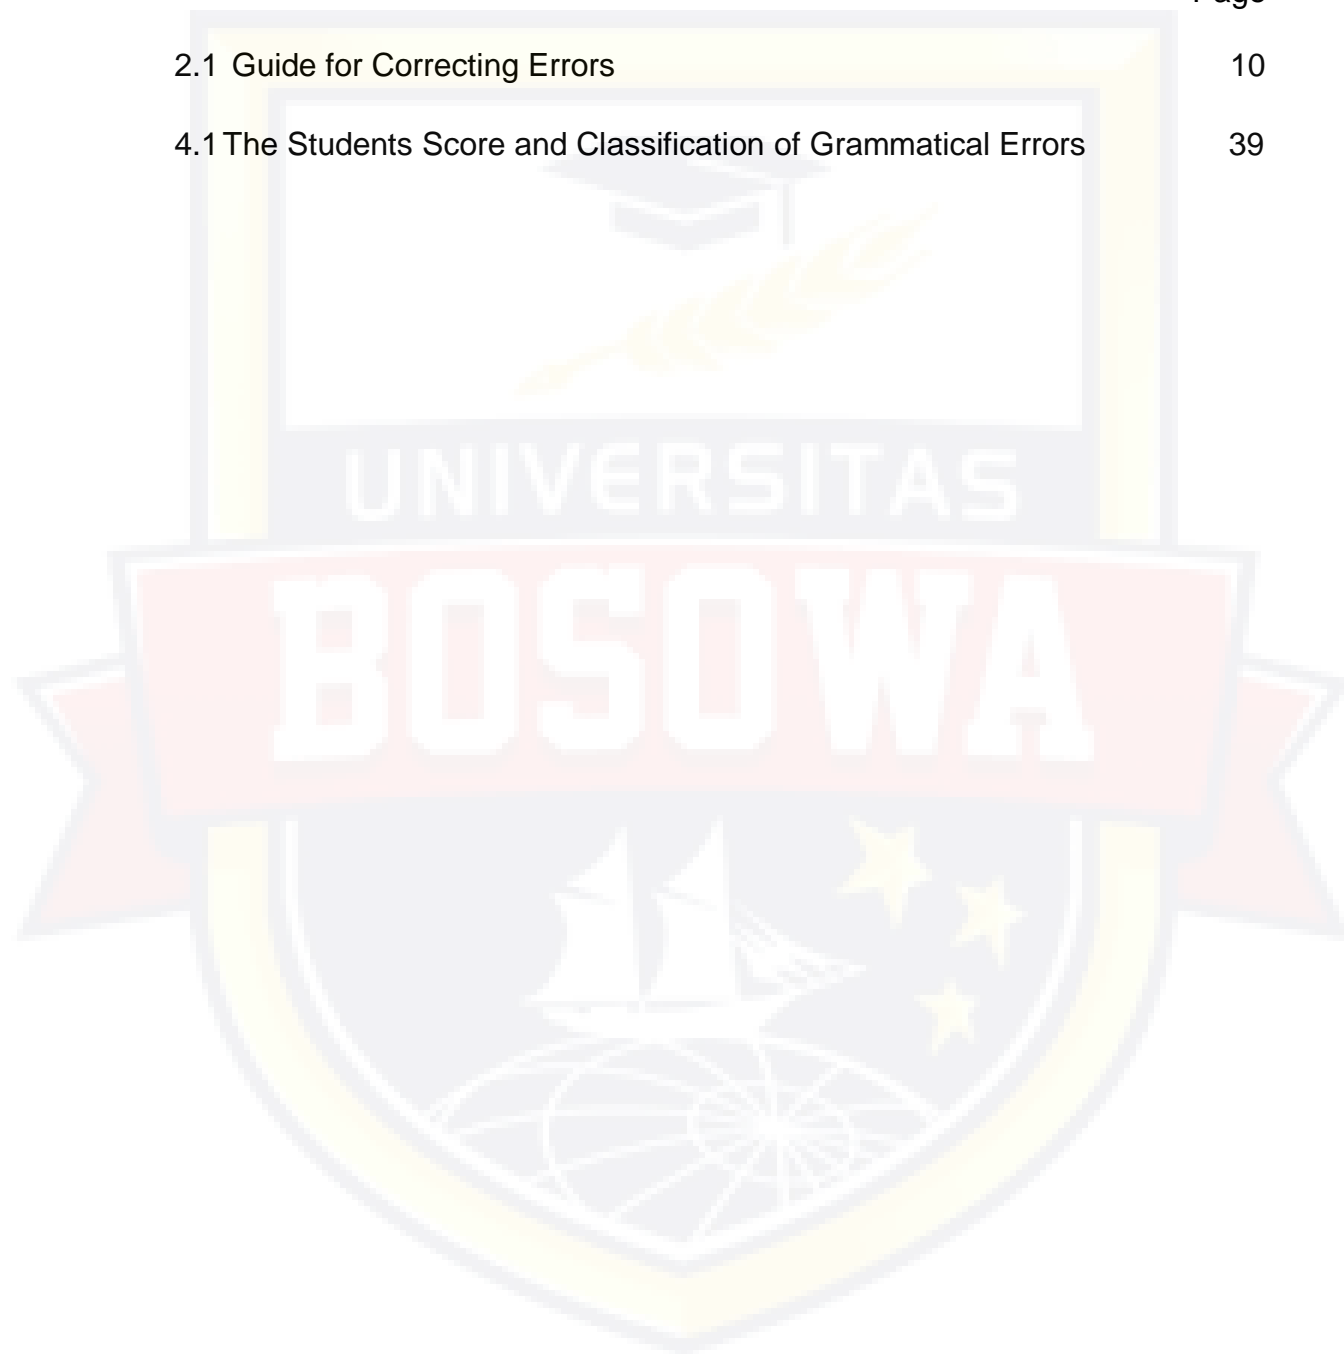 Page
2.1 Guide for Correcting Errors 10
4.1 The Students Score and Classification of Grammatical Errors 39
UNIVERSITAS
BOSOWA